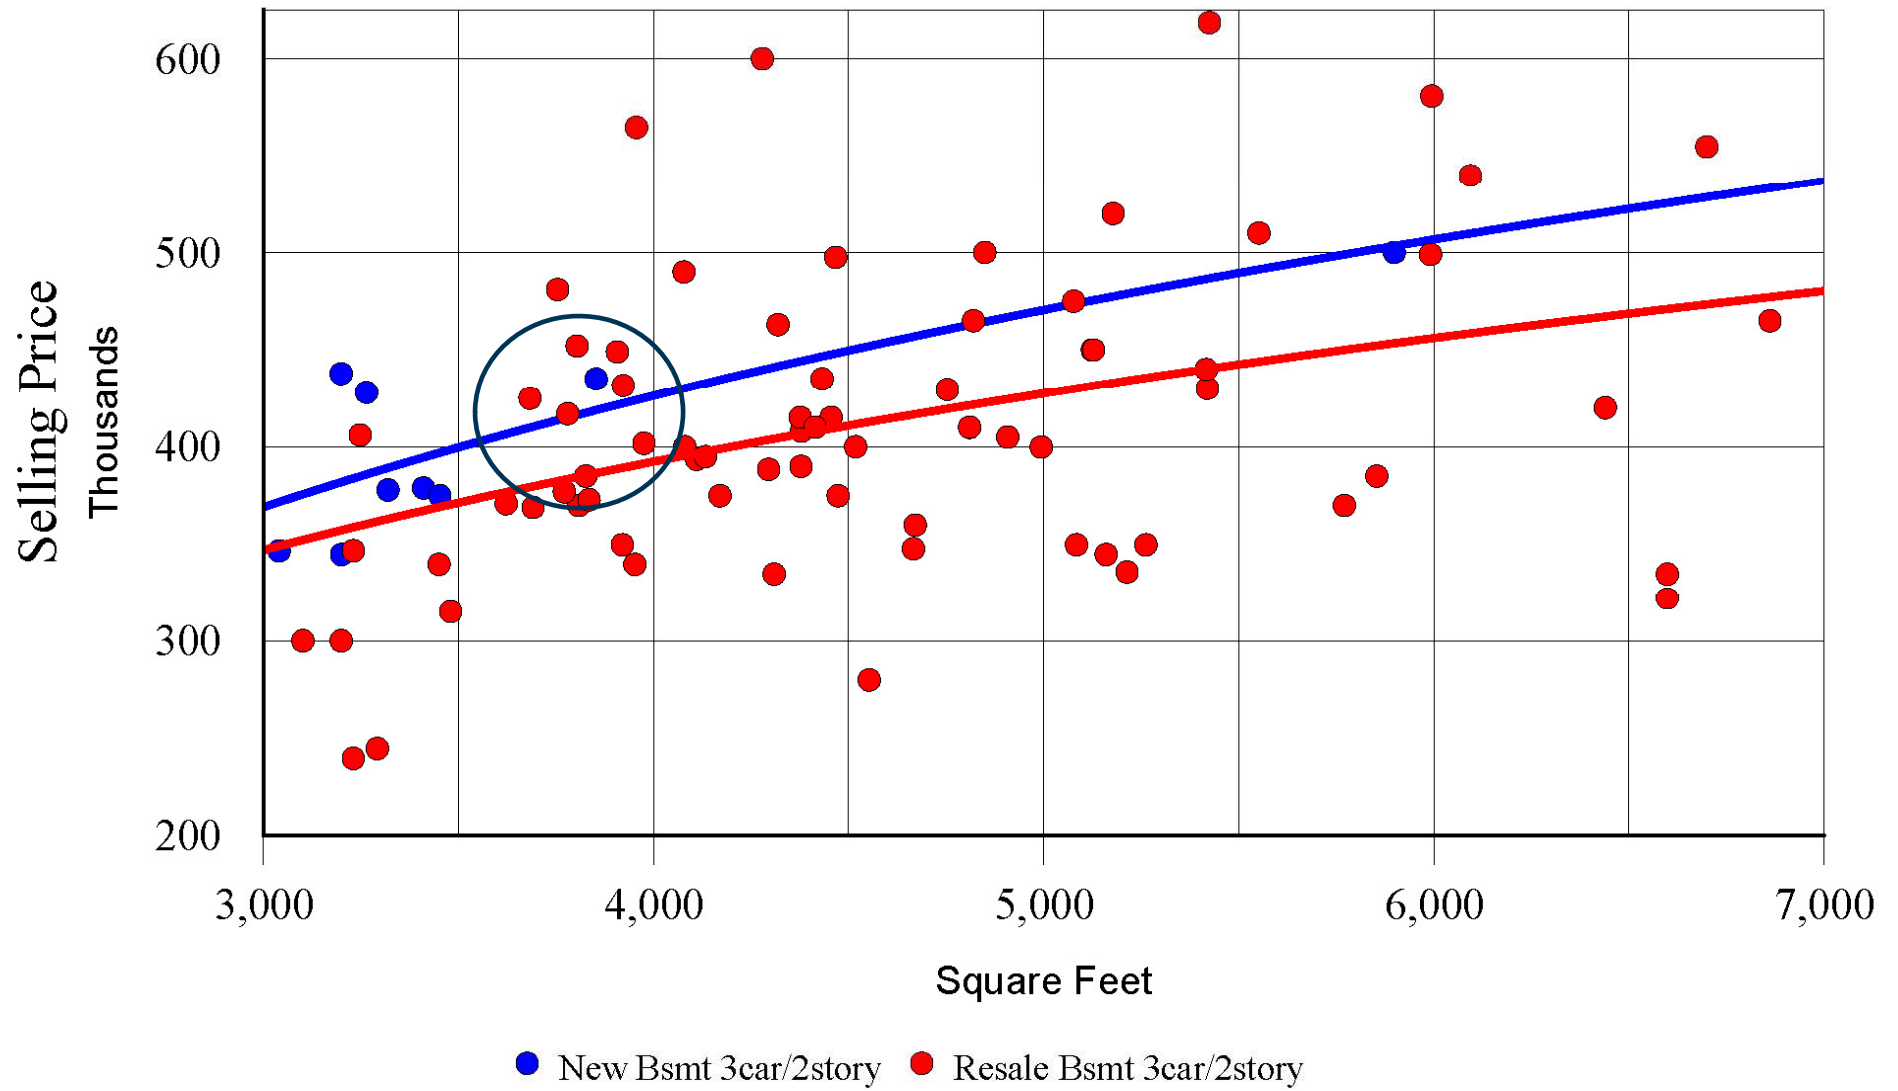 600
500
400
300
200
Selling Price
Thousands
3,000 4,000 5,000 6,000 7,000
Square Feet
New Bsmt 3car/2story Resale Bsmt 3car/2story